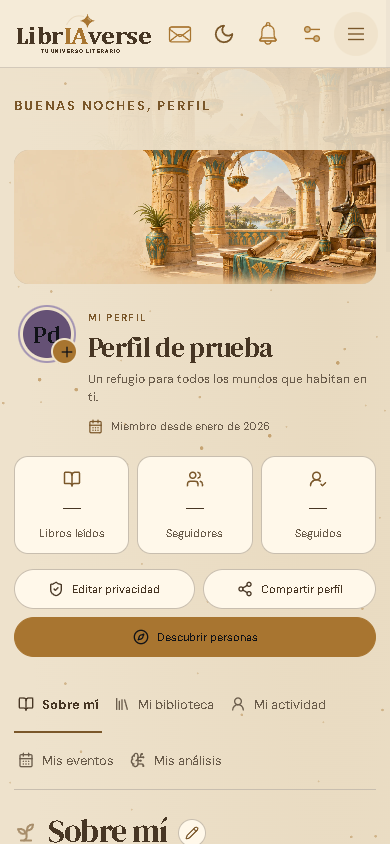 LibrIAverse
TU UNIVERSO LITERARIO
BUENAS NOCHES, PERFIL
Pd
MI PERFIL
Perfil de prueba
Un refugio para todos los mundos que habitan en
ti.
Miembro desde enero de 2026
— — —
Libros leídos Seguidores Seguidos
Editar privacidad Compartir perfil
Descubrir personas
Sobre mí Mi biblioteca Mi actividad
Mis eventos Mis análisis
Sobre mí